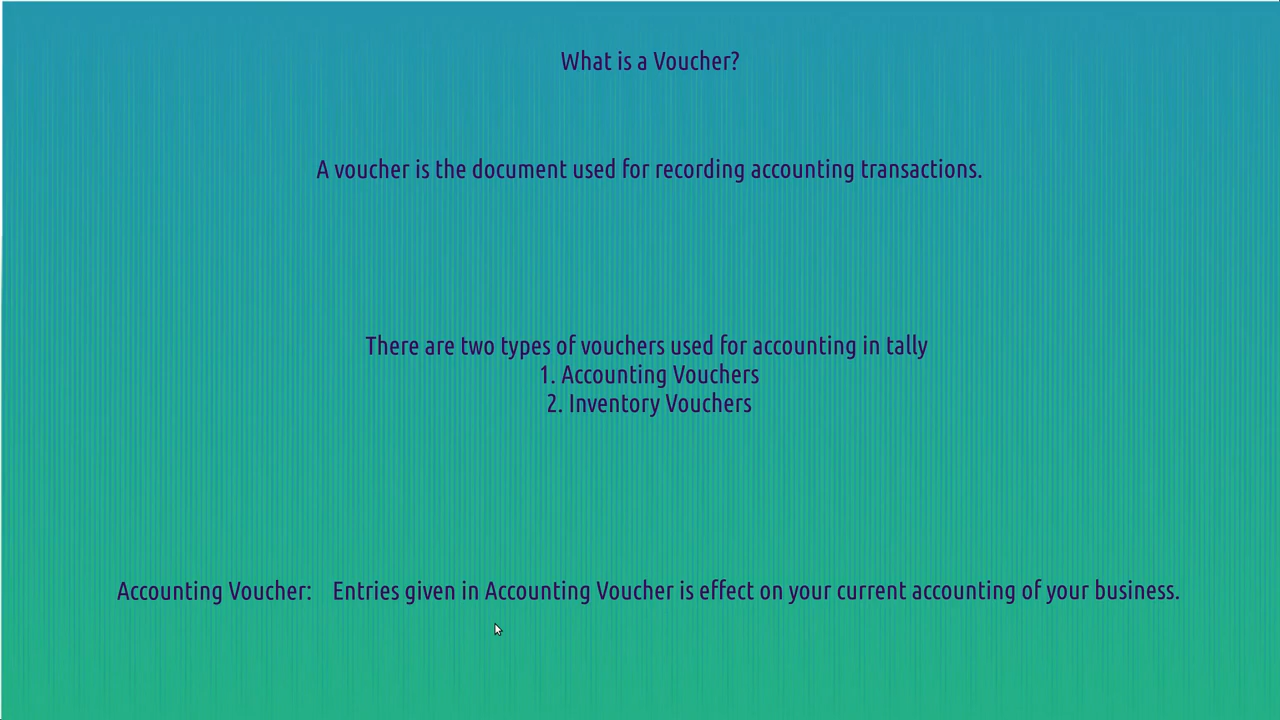 What is a Voucher?
A voucher is the document used for recording accounting transactions.
There are two types of vouchers used for accounting in tally
1. Accounting Vouchers
2. Inventory Vouchers
Accounting Voucher: Entries given in Accounting Voucher is effect on your current accounting of your business.